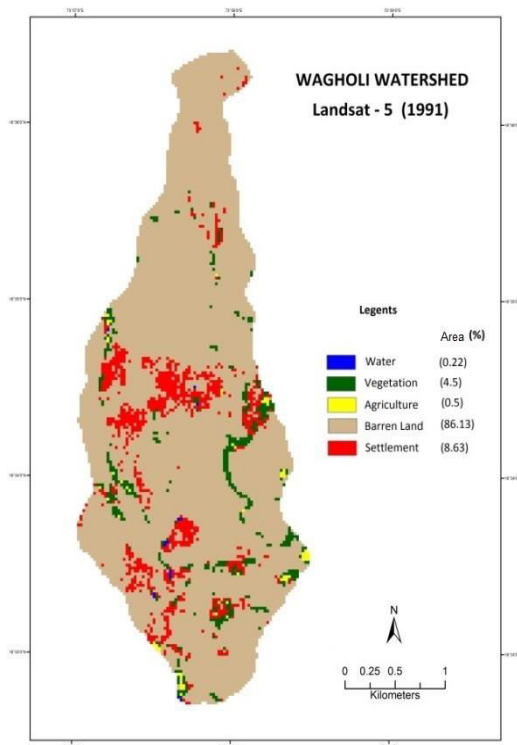 WAGHOLI WATERSHED
Landsat - 5 (1991)
Legents
Area (%)
Water (0.22)
Vegetation (4.5)
Agriculture (0.5)
Barren Land (86.13)
Settlement (8.63)
N
0 0.25 0.5 1
Kilometers